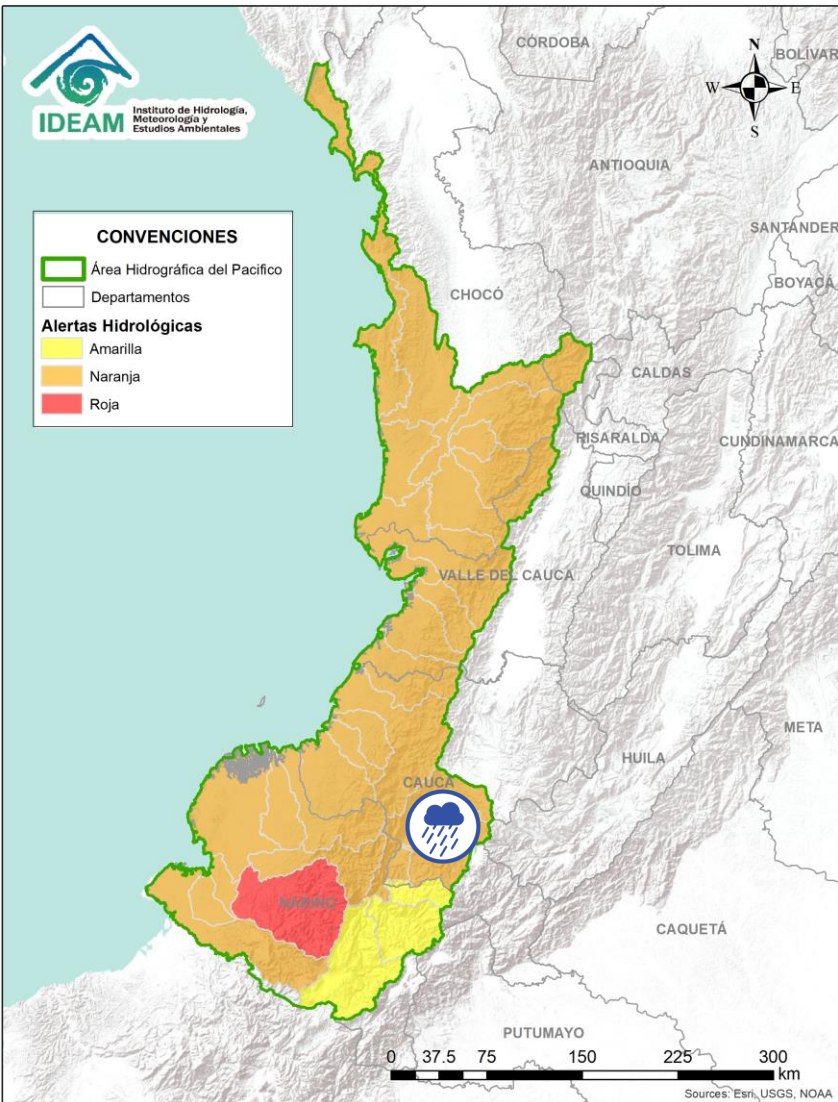 IDEAM
Instituto de Hidrología,
Meteorología y
Estudios Ambientales
CÓRDOBA
BOLÍVAR
N
W
E
S
ANTIOQUIA
SANTANDER
BOYACÁ
CONVENCIONES
Área Hidrográfica del Pacifico
Departamentos
Alertas Hidrológicas
Amarilla
Naranja
Roja
CHOCÓ
CALDAS
RISARALDA
CUNDINAMARCA
QUINDÍO
TOLIMA
VALLE DEL CAUCA
META
HUILA
CAUCA
NARIÑO
CAQUETÁ
PUTUMAYO
0 37.5 75 150 225 300
km
Sources: Esri, USGS, NOAA